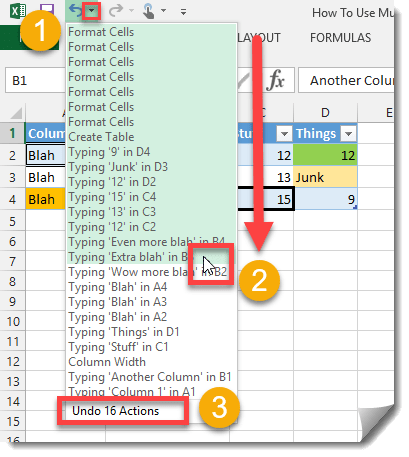 How To Use Mu
1
LAYOUT FORMULAS
B1 fx Another Colum
Format Cells
Format Cells
Format Cells
Format Cells
Format Cells
Format Cells
Format Cells
Create Table
Typing '9' in D4
Typing 'Junk' in D3
Typing '12' in D2
Typing '15' in C4
Typing '13' in C3
Typing '12' in C2
Typing 'Even more blah' in B4
Typing 'Extra blah' in B
Typing 'Wow more blah' in B2
Typing 'Blah' in A4
Typing 'Blah' in A3
Typing 'Blah' in A2
Typing 'Things' in D1
Typing 'Stuff' in C1
Column Width
Typing 'Another Column' in B1
Typing 'Column 1' in A1
Undo 16 Actions
2
3
C D E
1 Colum Stu Things
2 Blah 12 12
3 Blah 13 Junk
4 Blah 15 9
5
6
7
8
9
10
11
12
13
14
15
16